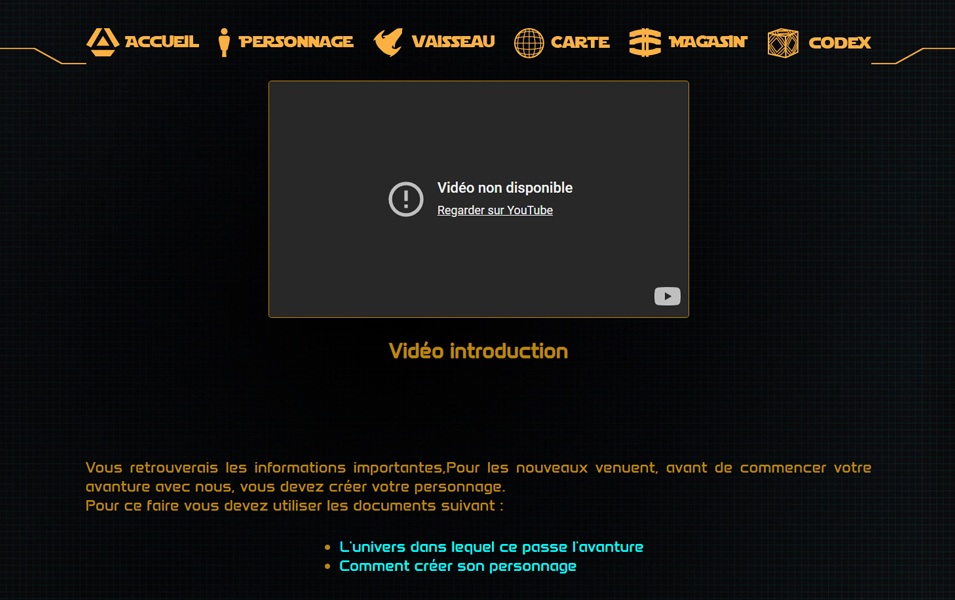 ACCUEIL PERSONNAGE VAISSEAU CARTE MAGASIN CODEX
Vidéo non disponible
Regarder sur YouTube
Vidéo introduction
Vous retrouverais les informations importantes,Pour les nouveaux venuent, avant de commencer votre
avanture avec nous, vous devez créer votre personnage.
Pour ce faire vous devez utiliser les documents suivant :
• L'univers dans lequel ce passe l'avanture
• Comment créer son personnage